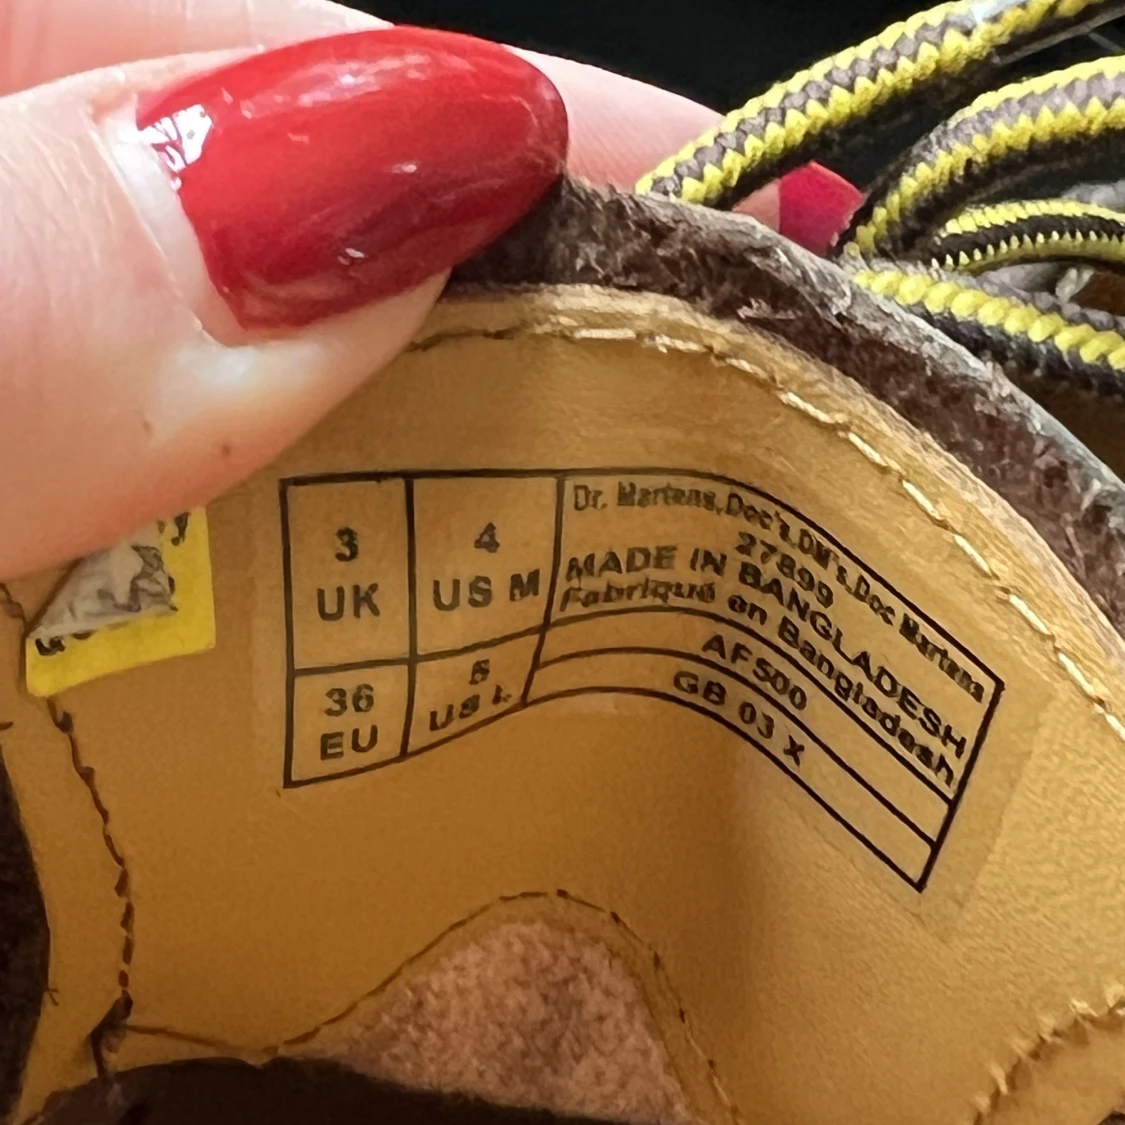 3
UK
4
US M
36
EU
5
US L
Dr. Martens, Doc's, DM's, Doc Martens
27899
MADE IN BANGLADESH
Fabriqué en Bangladesh
AF500
GB 03 X